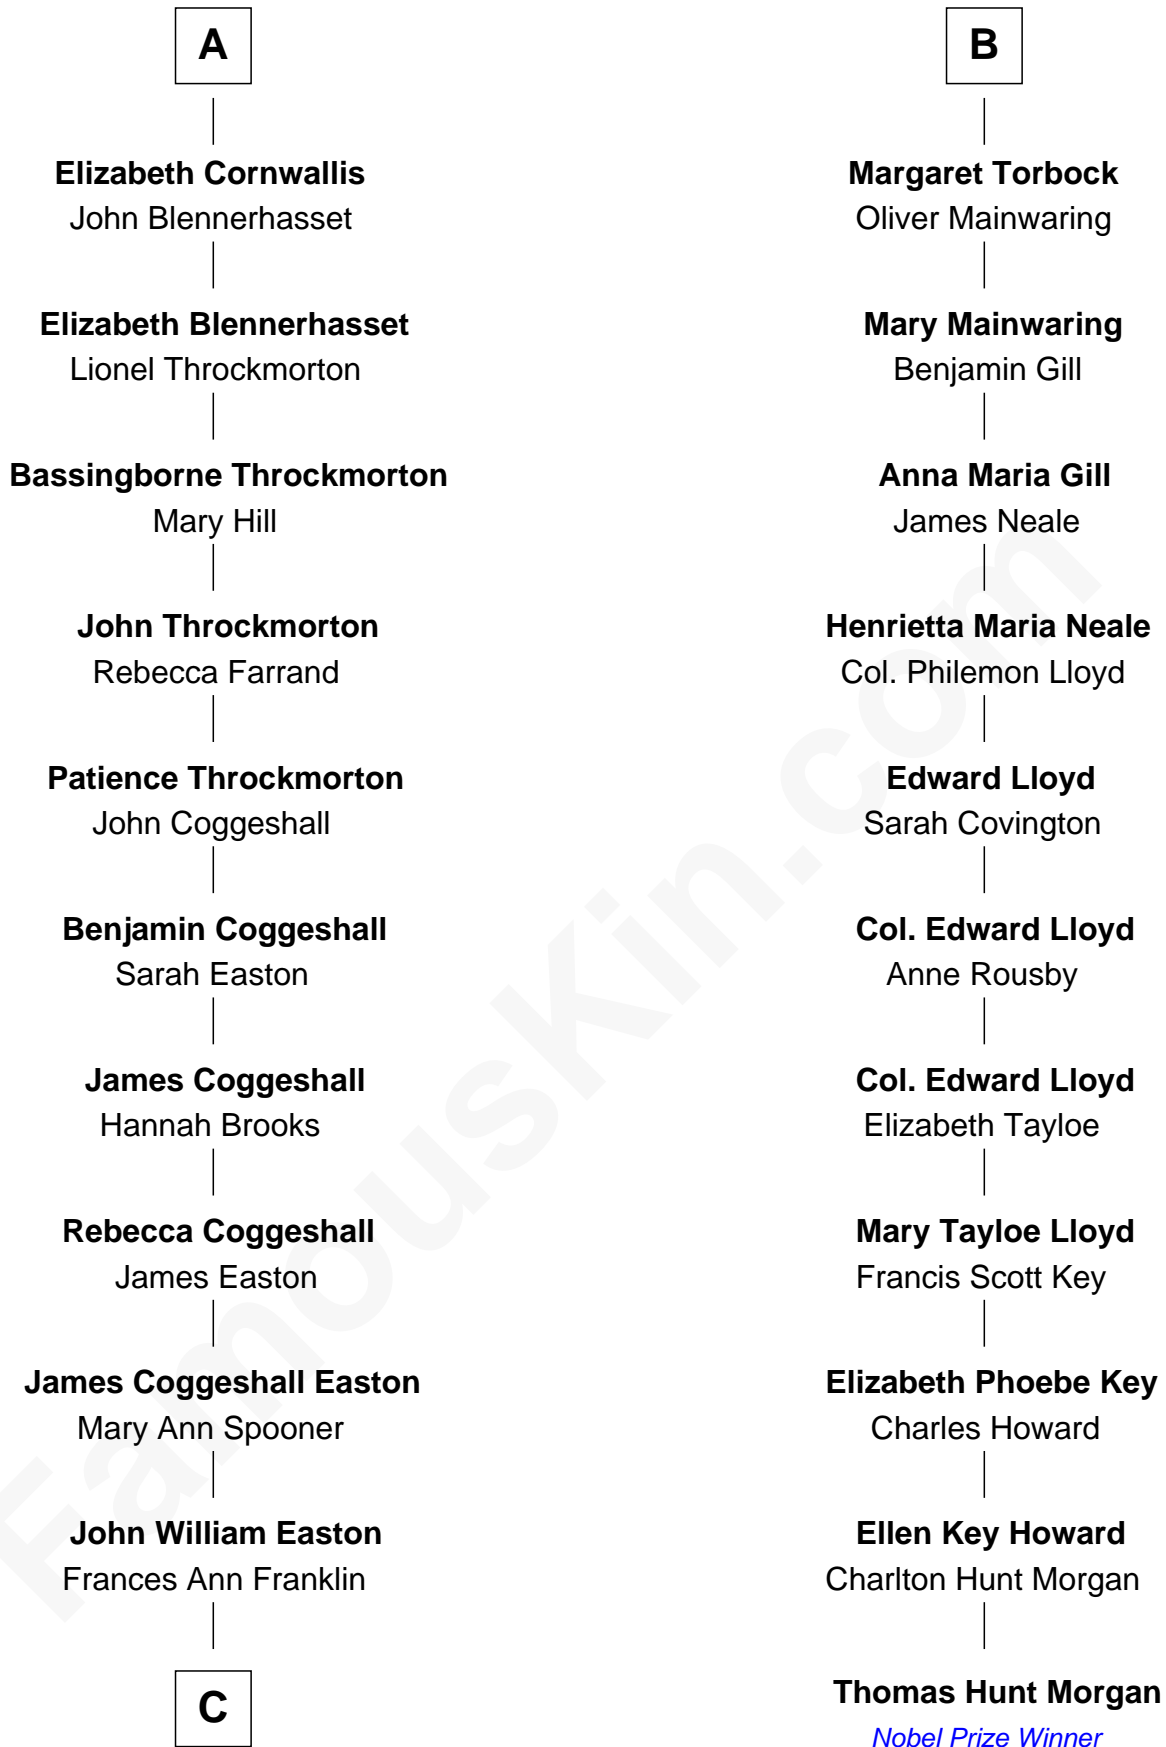 A
Elizabeth Cornwallis
John Blennerhasset
Elizabeth Blennerhasset
Lionel Throckmorton
Bassingborne Throckmorton
Mary Hill
John Throckmorton
Rebecca Farrand
Patience Throckmorton
John Coggeshall
Benjamin Coggeshall
Sarah Easton
James Coggeshall
Hannah Brooks
Rebecca Coggeshall
James Easton
James Coggeshall Easton
Mary Ann Spooner
John William Easton
Frances Ann Franklin
C
B
Margaret Torbock
Oliver Mainwaring
Mary Mainwaring
Benjamin Gill
Anna Maria Gill
James Neale
Henrietta Maria Neale
Col. Philemon Lloyd
Edward Lloyd
Sarah Covington
Col. Edward Lloyd
Anne Rousby
Col. Edward Lloyd
Elizabeth Tayloe
Mary Tayloe Lloyd
Francis Scott Key
Elizabeth Phoebe Key
Charles Howard
Ellen Key Howard
Charlton Hunt Morgan
Thomas Hunt Morgan
Nobel Prize Winner
FamousKin.com